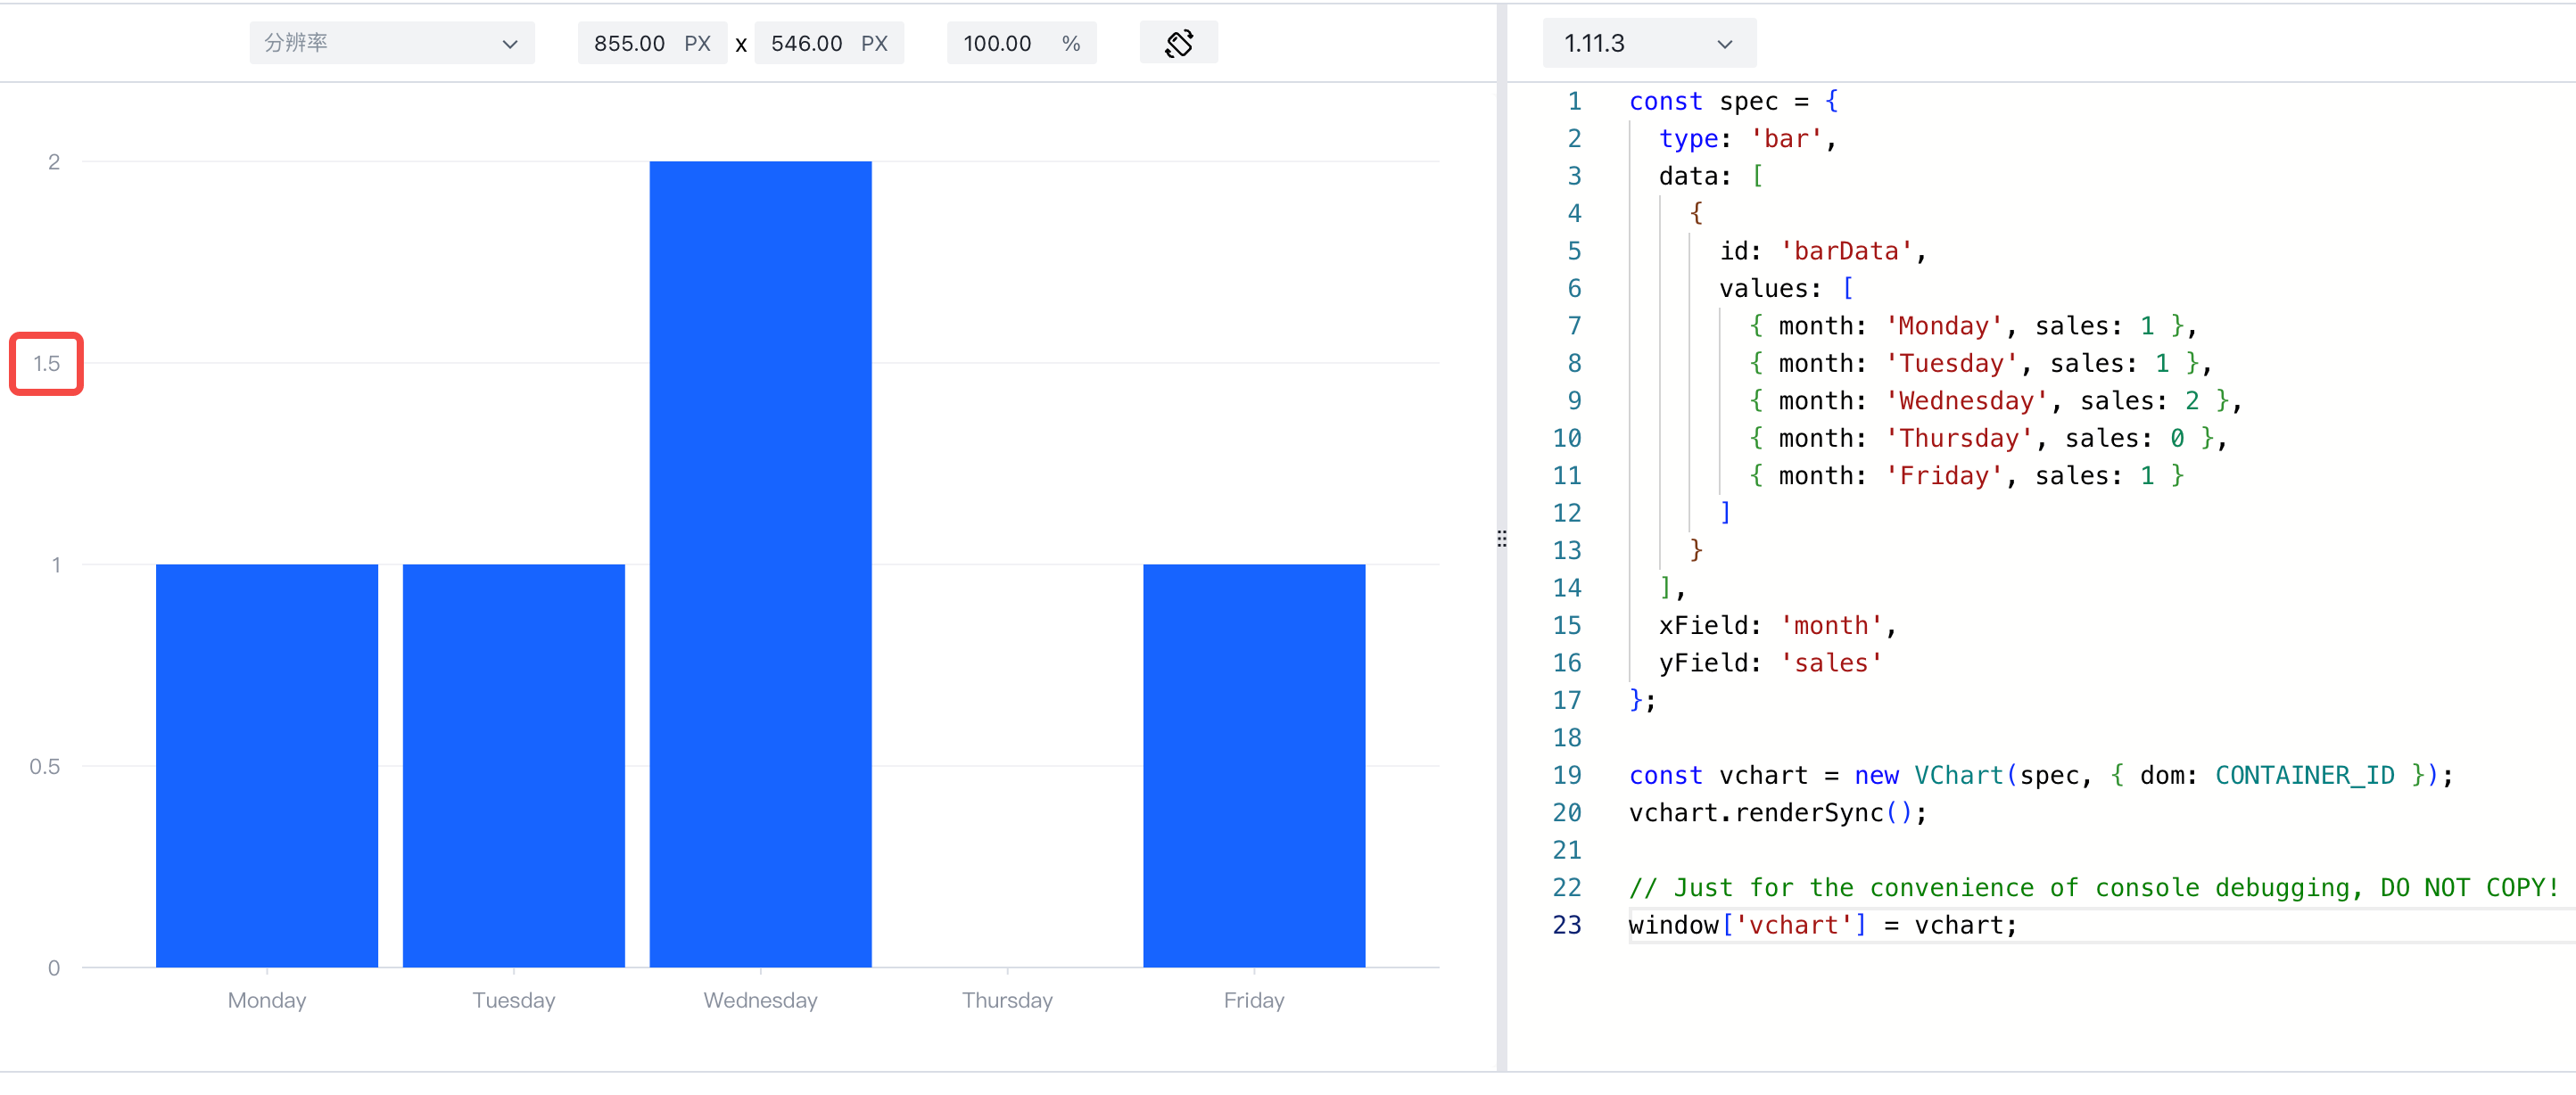 分辨率 855.00 PX x 546.00 PX 100.00 %
2
1.5
1
0.5
0
Monday Tuesday Wednesday Thursday Friday
1.11.3
1 const spec = {
2   type: 'bar',
3   data: [
4     {
5       id: 'barData',
6       values: [
7         { month: 'Monday', sales: 1 },
8         { month: 'Tuesday', sales: 1 },
9         { month: 'Wednesday', sales: 2 },
10         { month: 'Thursday', sales: 0 },
11         { month: 'Friday', sales: 1 }
12       ]
13     }
14   ],
15   xField: 'month',
16   yField: 'sales'
17 };
18
19 const vchart = new VChart(spec, { dom: CONTAINER_ID });
20 vchart.renderSync();
21
22 // Just for the convenience of console debugging, DO NOT COPY!
23 window['vchart'] = vchart;